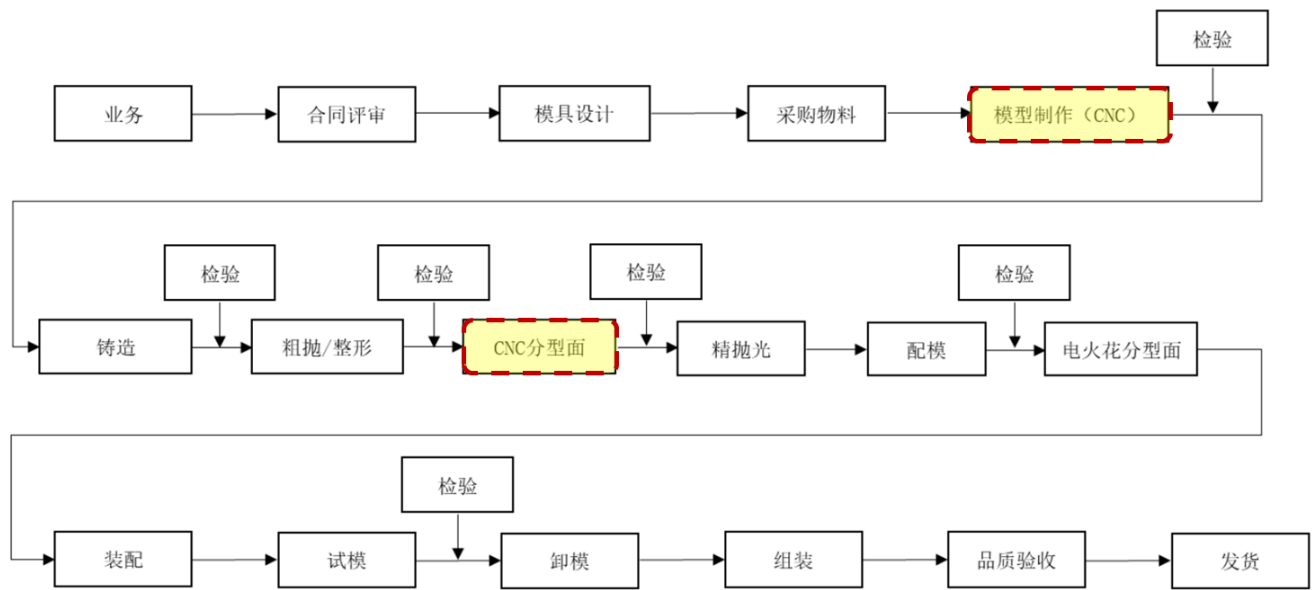 检验
业务
合同评审
模具设计
采购物料
模型制作（CNC）
检验
检验
检验
检验
铸造
粗抛/整形
CNC分型面
精抛光
配模
电火花分型面
检验
装配
试模
卸模
组装
品质验收
发货